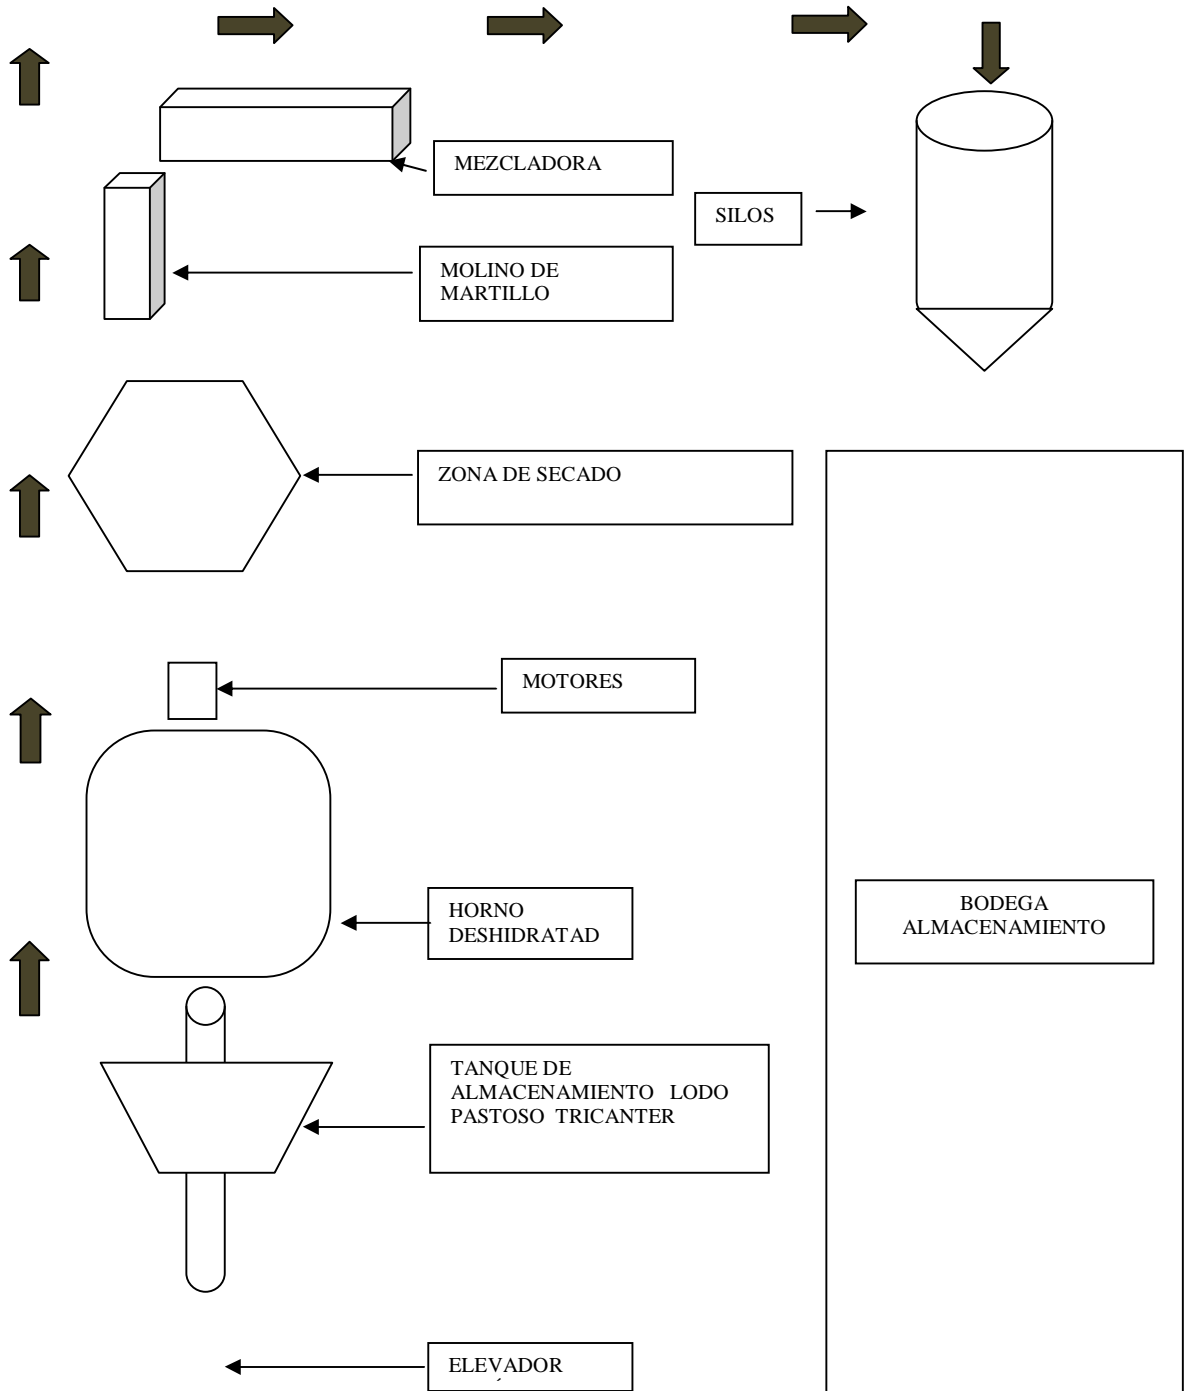 MEZCLADORA
SILOS
MOLINO DE
MARTILLO
ZONA DE SECADO
MOTORES
HORNO
DESHIDRATAD
BODEGA
ALMACENAMIENTO
TANQUE DE
ALMACENAMIENTO LODO
PASTOSO TRICANTER
ELEVADOR